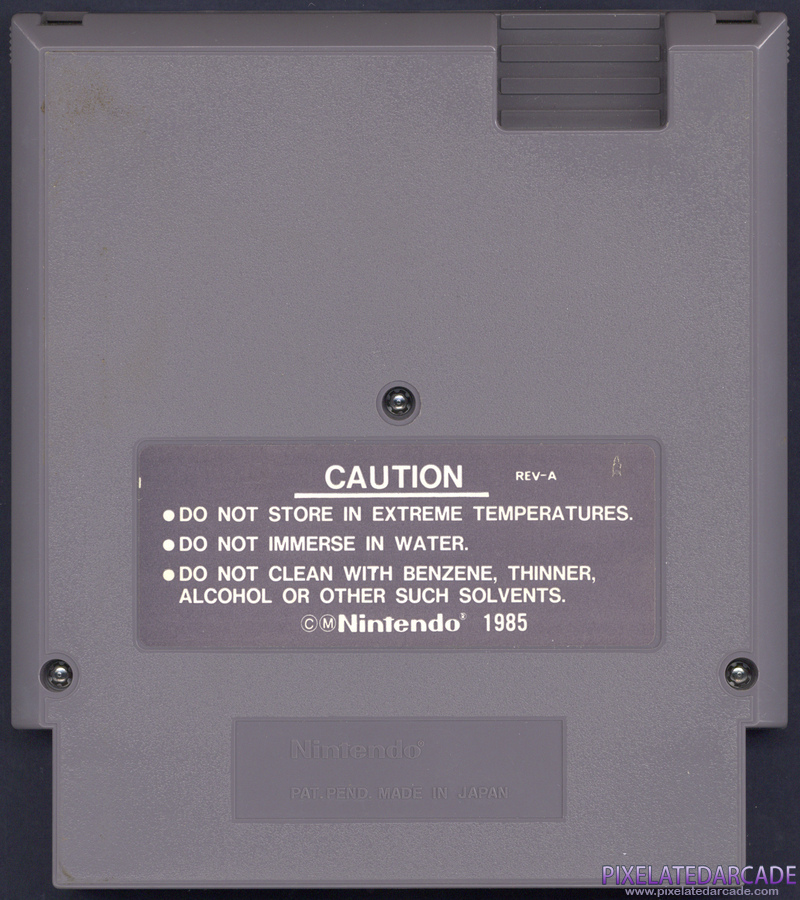 CAUTION REV-A
●DO NOT STORE IN EXTREME TEMPERATURES.
●DO NOT IMMERSE IN WATER.
●DO NOT CLEAN WITH BENZENE, THINNER,
ALCOHOL OR OTHER SUCH SOLVENTS.
©ⓂNintendo® 1985
Nintendo®
PAT. PEND. MADE IN JAPAN
PIXELATEDARCADE
www.pixelatedarcade.com